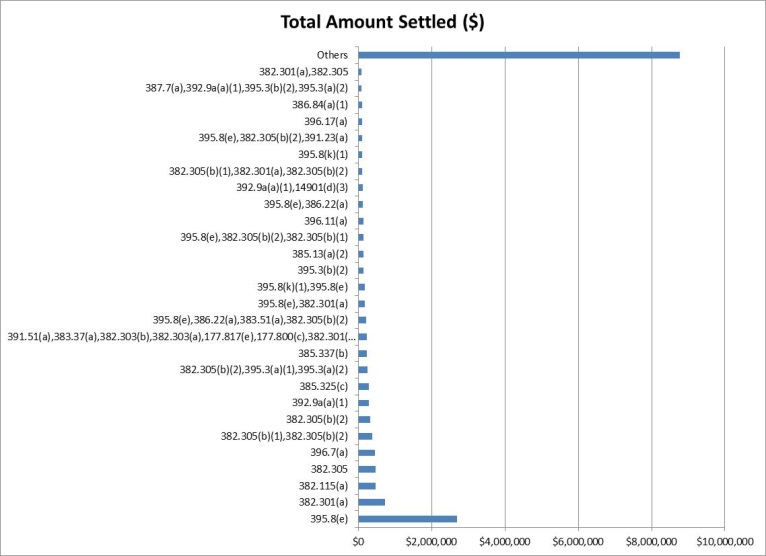 Total Amount Settled ($)
Others
382.301(a),382.305
387.7(a),392.9a(a)(1),395.3(b)(2),395.3(a)(2)
386.84(a)(1)
396.17(a)
395.8(e),382.305(b)(2),391.23(a)
395.8(k)(1)
382.305(b)(1),382.301(a),382.305(b)(2)
392.9a(a)(1),14901(d)(3)
395.8(e),386.22(a)
396.11(a)
395.8(e),382.305(b)(2),382.305(b)(1)
385.13(a)(2)
395.3(b)(2)
395.8(k)(1),395.8(e)
395.8(e),382.301(a)
395.8(e),386.22(a),383.51(a),382.305(b)(2)
391.51(a),383.37(a),382.303(b),382.303(a),177.817(e),177.800(c),382.301(...
385.337(b)
382.305(b)(2),395.3(a)(1),395.3(a)(2)
385.325(c)
392.9a(a)(1)
382.305(b)(2)
382.305(b)(1),382.305(b)(2)
396.7(a)
382.305
382.115(a)
382.301(a)
395.8(e)
$0 $2,000,000 $4,000,000 $6,000,000 $8,000,000 $10,000,000